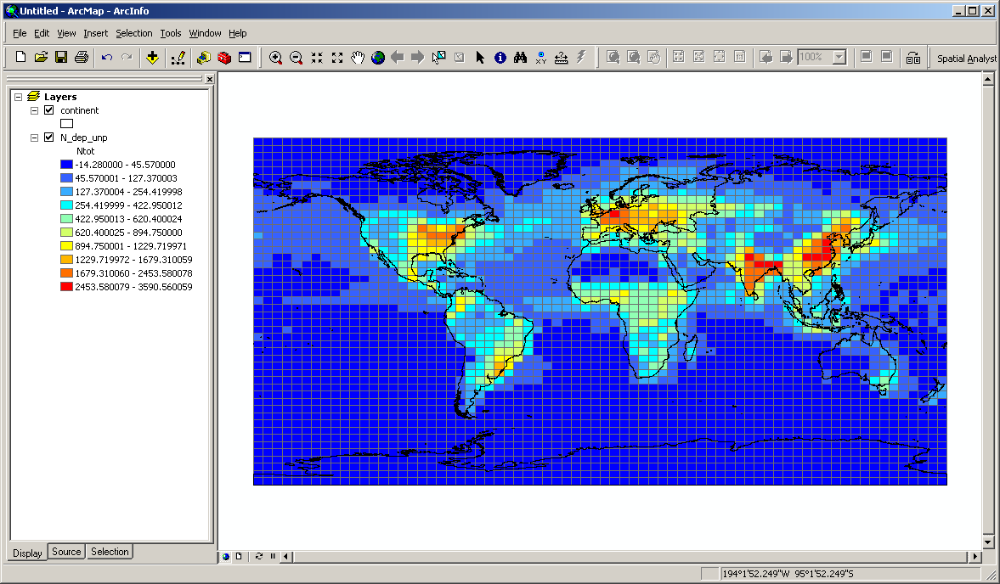 Untitled - ArcMap - ArcInfo
File Edit View Insert Selection Tools Window Help
XY 1:1 100% Spatial Analyst
Layers
continent
N_dep_unp
Ntot
-14.280000 - 45.570000
45.570001 - 127.370003
127.370004 - 254.419998
254.419999 - 422.950012
422.950013 - 620.400024
620.400025 - 894.750000
894.750001 - 1229.719971
1229.719972 - 1679.310059
1679.310060 - 2453.580078
2453.580079 - 3590.560059
Display Source Selection
194°1'52.249"W 95°1'52.249"S